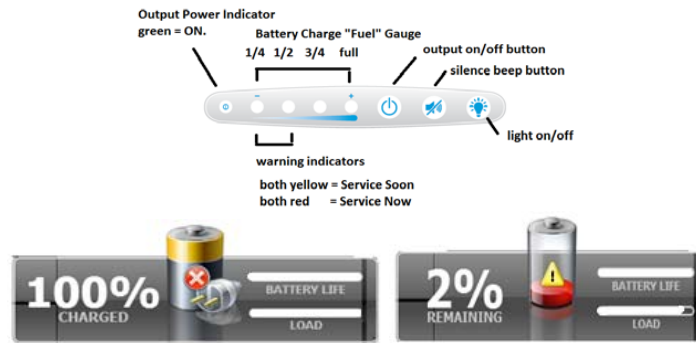 Output Power Indicator
green = ON.
Battery Charge "Fuel" Gauge
1/4 1/2 3/4 full
output on/off button
silence beep button
- +
light on/off
warning indicators
both yellow = Service Soon
both red = Service Now
100%
CHARGED
BATTERY LIFE
LOAD
2%
REMAINING
BATTERY LIFE
LOAD